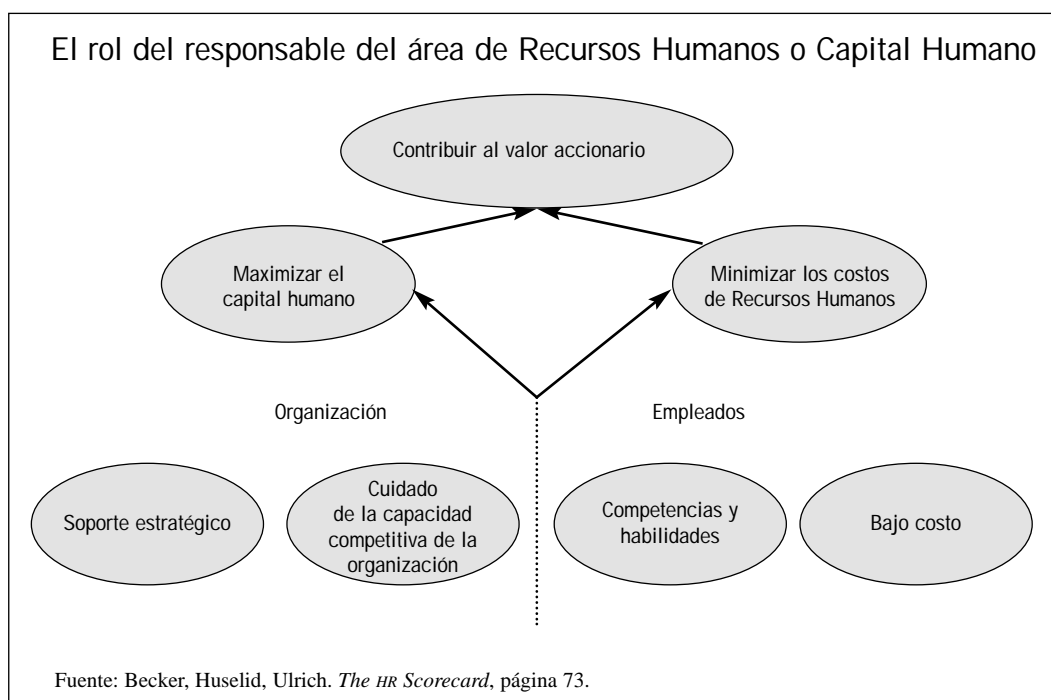 El rol del responsable del área de Recursos Humanos o Capital Humano
Contribuir al valor accionario
Maximizar el
capital humano
Minimizar los costos
de Recursos Humanos
Organización
Empleados
Soporte estratégico
Cuidado
de la capacidad
competitiva de la
organización
Competencias y
habilidades
Bajo costo
Fuente: Becker, Huselid, Ulrich. The HR Scorecard, página 73.